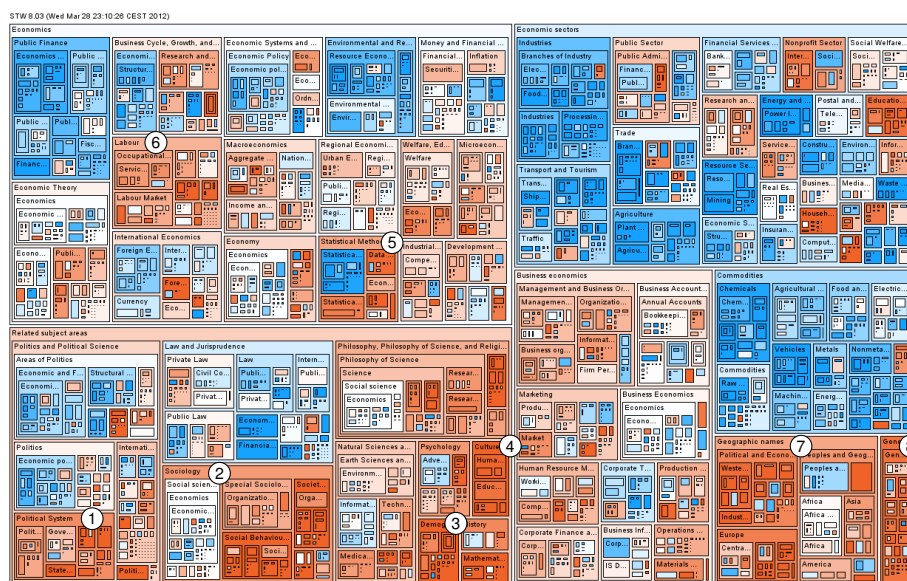 STW 8.03 (Wed Mar 28 23:10:26 CEST 2012)
Economics
Public Finance
Economics ...
Public ...
Public ...
Publ...
Fisc...
Financ...
Business Cycle, Growth, and...
Economi...
Structur...
Research and...
Economic Systems and ...
Economic Policy
Economic pol...
Eco...
Eco...
Ordn...
Environmental and Re...
Resource Econo...
Environmental ...
Envir...
Money and Financial ...
Financial...
Securiti...
Inflation
Labour
6
Occupational...
Servic...
Labour Market
Macroeconomics
Aggregate ...
Nation...
Income an...
Regional Economi...
Urban E...
Regi...
Publi...
Regi...
Welfare, Ed...
Welfare
Eco...
Microecon...
Economic Theory
Economics
Economic ...
Econo...
Publi...
International Economics
Foreign E...
Inter...
Fore...
Currency
Eco...
Economy
Economics
Econ...
Statistical Metho...
5
Statistica...
Data ...
Econ...
Statistica...
Industrial...
Compe...
Development ...
Economic sectors
Industries
Branches of Industry
Elec...
Food...
Industries
Processin...
Public Sector
Public Admi...
Financ...
Publ...
Financial Services ...
Bank...
Nonprofit Sector
Inter...
Soci...
Social Welfare...
Soci...
Trade
Bran...
Research an...
Energy and ...
Power I...
Postal and...
Tele...
Educatio...
Service...
Constru...
Environ...
Infor...
Transport and Tourism
Trans...
Ship...
Traffic
Resource Se...
Reso...
Mining
Real Es...
Busines...
Media...
Waste ...
Househ...
Agriculture
Plant ...
Agricu...
Economic S...
Stru...
Insuran...
Comput...
Related subject areas
Politics and Political Science
Areas of Politics
Economic and F...
Economi...
Structural ...
Politics
Economic po...
Internati...
Political System
1
Polit...
Gove...
State...
Politi...
Law and Jurisprudence
Private Law
Civil Co...
Privat...
Law
Publi...
Privat...
Intern...
Publi...
Public Law
Econom...
Financia...
Sociology
2
Social scien...
Economics
Economic...
Special Sociolo...
Organizatio...
Societ...
Orga...
Social Behaviou...
Soci...
Philosophy, Philosophy of Science, and Religi...
Philosophy of Science
Science
Social science
Economics
Resear...
Resear...
Natural Sciences a...
Earth Sciences an...
Environm...
Informat...
Techn...
Medica...
Psychology
Adve...
Culture
4
Huma...
Educ...
3
History
Mathemat...
Business economics
Management and Business Or...
Managemen...
Organizatio...
Business org...
Informat...
Firm Per...
Business Account...
Annual Accounts
Bookkeepi...
Marketing
Produ...
Market
Business Economics
Economics
Econo...
Human Resource M...
Worki...
Comp...
Corporate T...
Production ...
Corporate Finance a...
Corp...
Business Inf...
Corp...
IS D...
Operations ...
Materials ...
Commodities
Chemicals
Chem...
Agricultural ...
Food an...
Electric...
Vehicles
Metals
Nonmeta...
Commodities
Raw ...
Machin...
Energ...
Geographic names
7
Political and Econo...
Weste...
Indust...
Peoples and Geog...
Peoples a...
Africa
Africa ...
Africa
Asia
Europe
Centra...
America
Gene...
Gen...